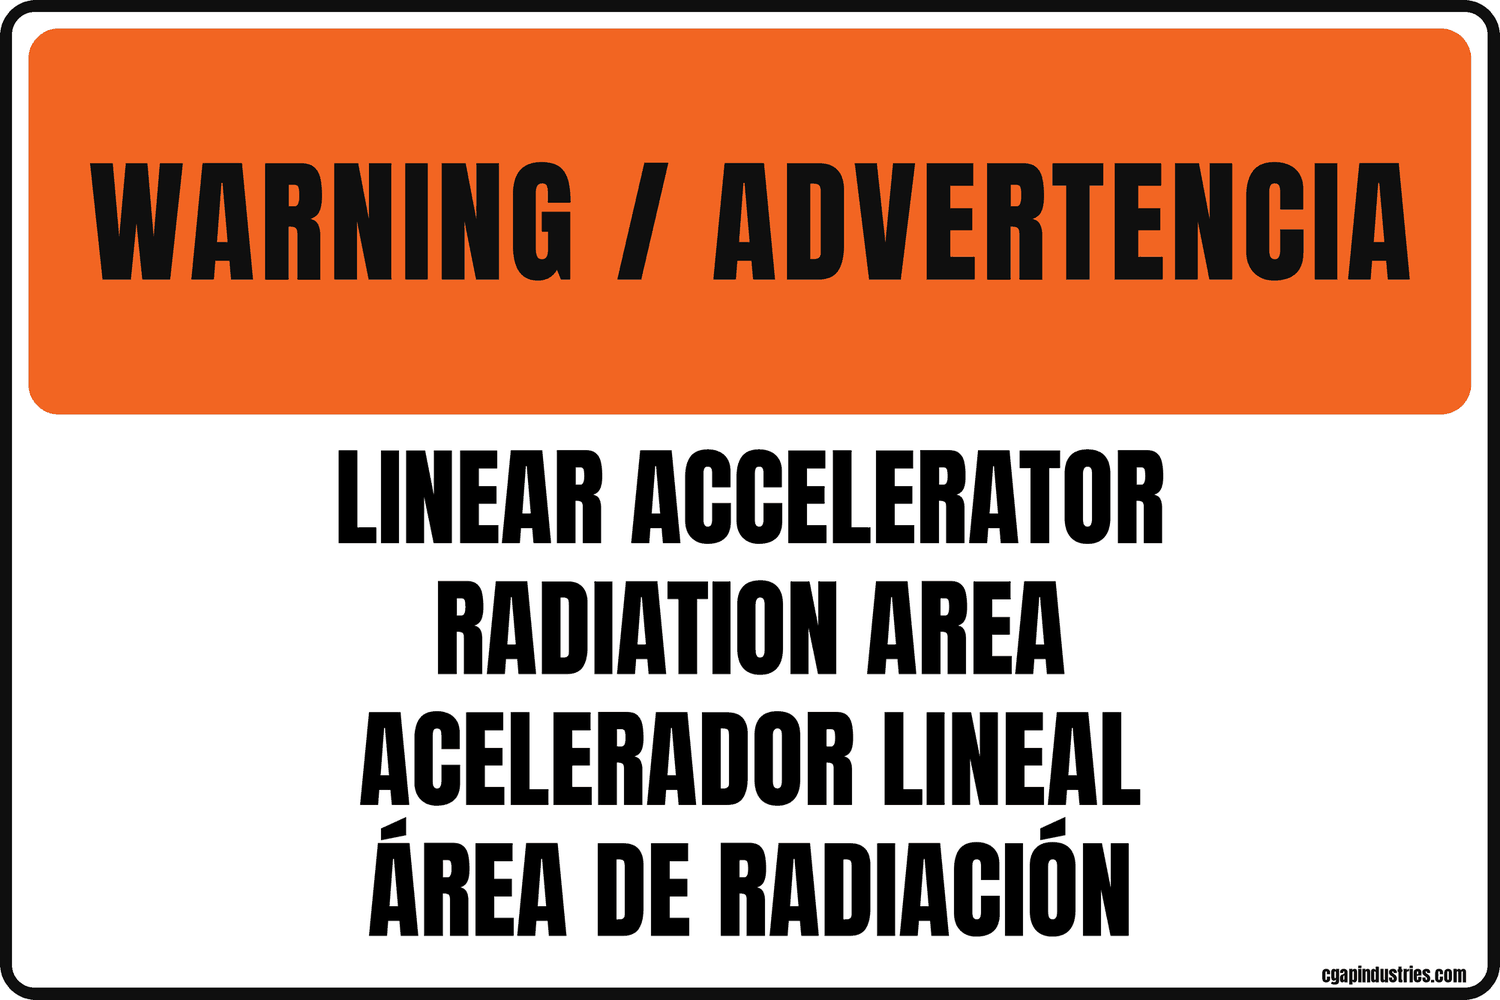 WARNING / ADVERTENCIA
LINEAR ACCELERATOR
RADIATION AREA
ACELERADOR LINEAL
ÁREA DE RADIACIÓN
cgapindustries.com